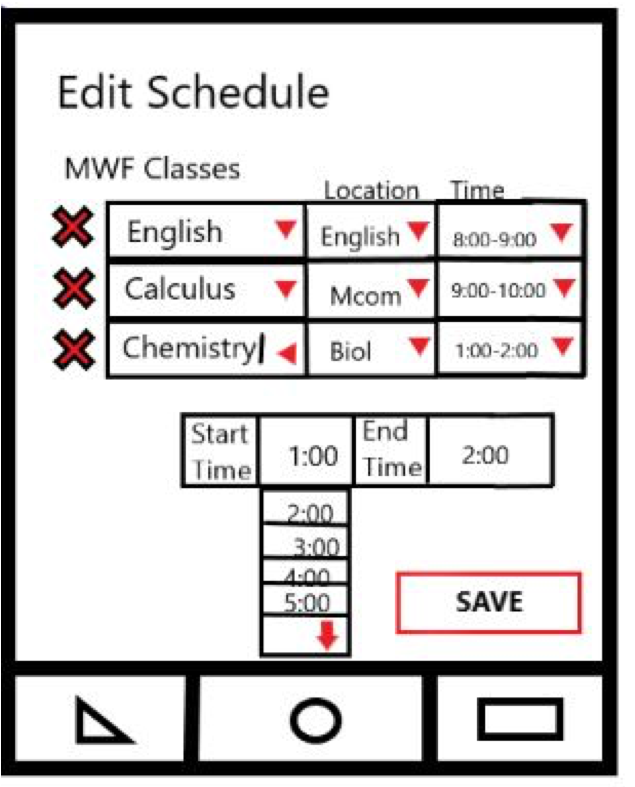 Edit Schedule
MWF Classes
Location Time
English English 8:00-9:00
Calculus Mcom 9:00-10:00
Chemistry Biol 1:00-2:00
Start Time 1:00 End Time 2:00
2:00
3:00
4:00
5:00
SAVE